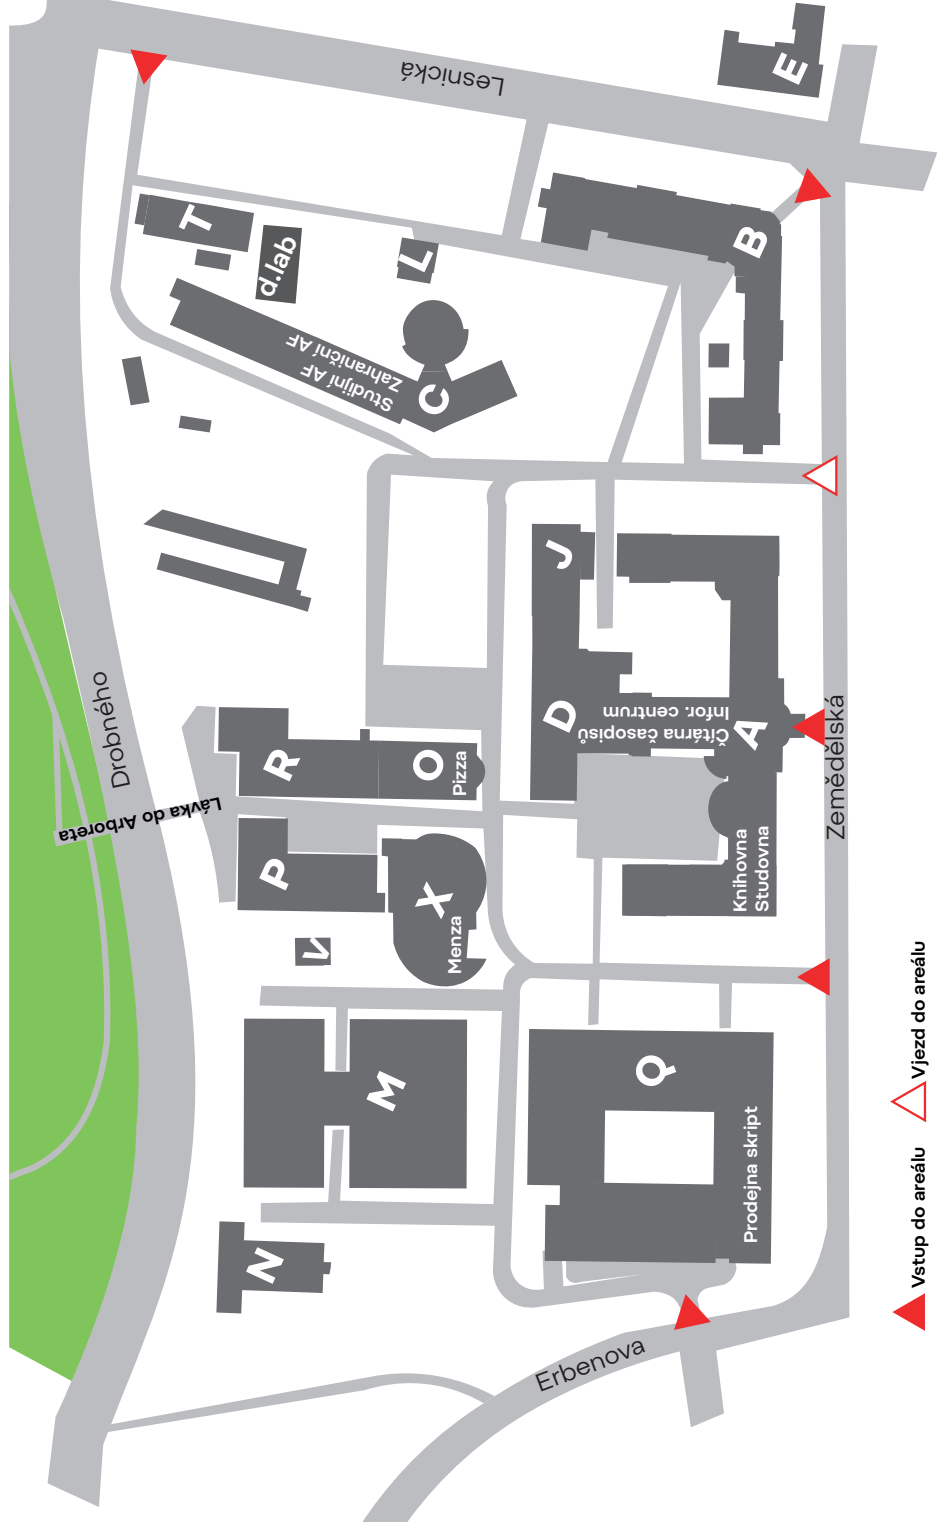 Lesnická
E
T
d.lab
L
B
Studijní AF
Zahraniční AF
C
J
D
Čítárna časopisů
Infor. centrum
A
Drobného
Lávka do Arboreta
R
O
Pizza
P
X
Menza
V
Knihovna
Studovna
Zemědělská
M
Q
Prodejna skript
N
Erbenova
Vstup do areálu
Vjezd do areálu